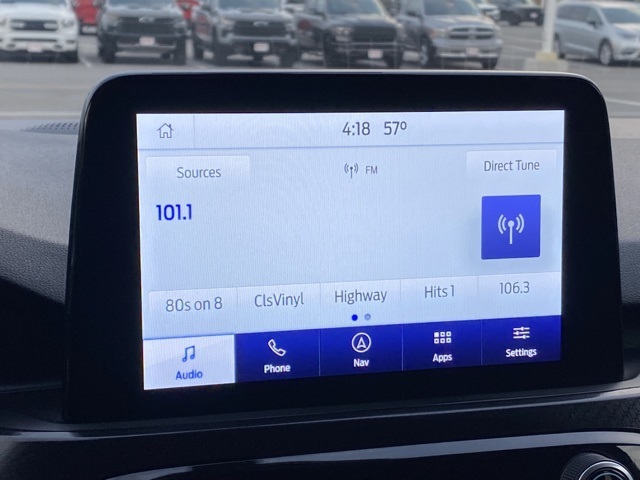 4:18 57º
Sources
FM
Direct Tune
101.1
80s on 8
ClsVinyl
Highway
Hits 1
106.3
Audio
Phone
Nav
Apps
Settings